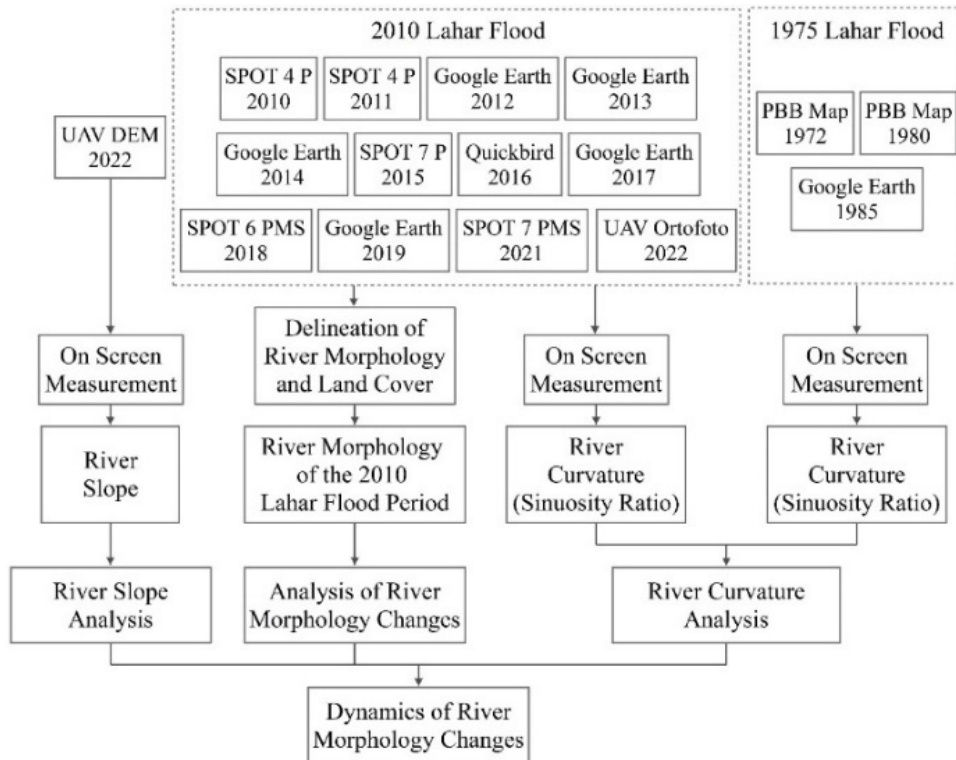 2010 Lahar Flood
1975 Lahar Flood
SPOT 4 P
2010
SPOT 4 P
2011
Google Earth
2012
Google Earth
2013
PBB Map
1972
PBB Map
1980
UAV DEM
2022
Google Earth
2014
SPOT 7 P
2015
Quickbird
2016
Google Earth
2017
Google Earth
1985
SPOT 6 PMS
2018
Google Earth
2019
SPOT 7 PMS
2021
UAV Ortofoto
2022
On Screen
Measurement
Delineation of
River Morphology
and Land Cover
On Screen
Measurement
On Screen
Measurement
River
Slope
River Morphology
of the 2010
Lahar Flood Period
River
Curvature
(Sinuosity Ratio)
River
Curvature
(Sinuosity Ratio)
River Slope
Analysis
Analysis of River
Morphology Changes
River Curvature
Analysis
Dynamics of River
Morphology Changes